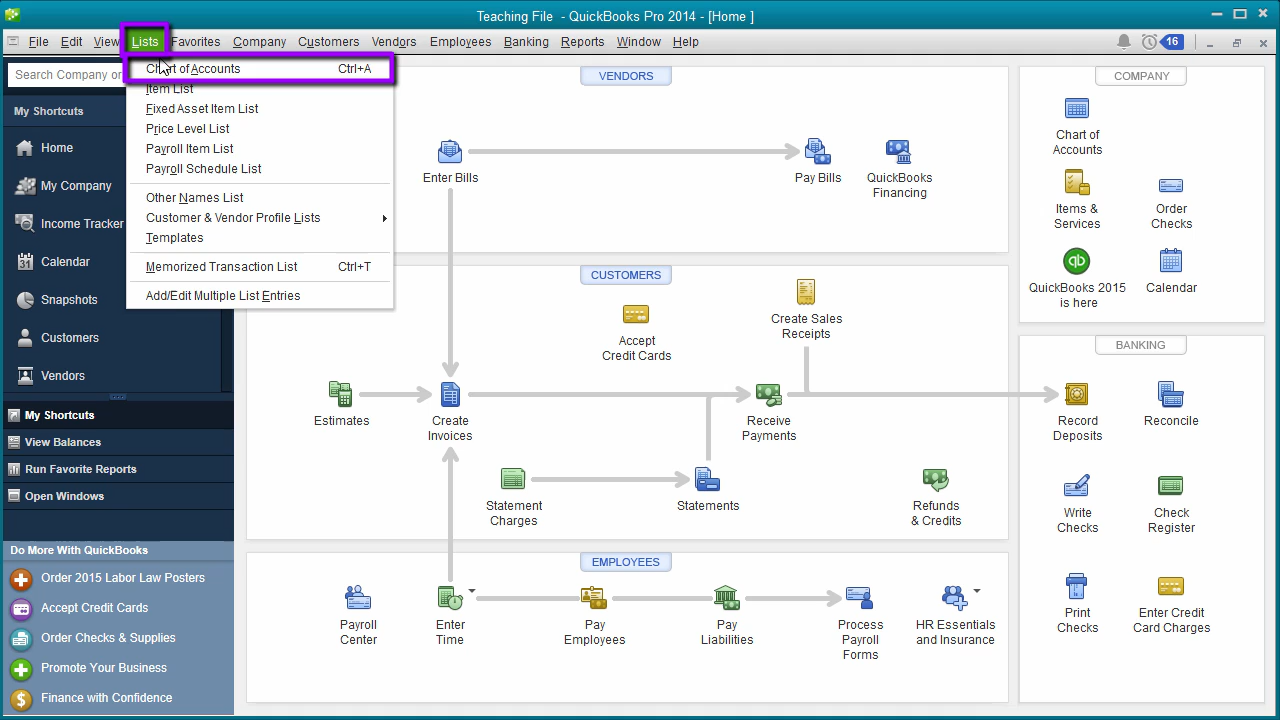 Teaching File - QuickBooks Pro 2014 - [Home ]
File Edit View Lists Favorites Company Customers Vendors Employees Banking Reports Window Help 16
Search Company or
Chart of Accounts Ctrl+A
Item List
Fixed Asset Item List
Price Level List
Payroll Item List
Payroll Schedule List
Other Names List
Customer & Vendor Profile Lists
Templates
Memorized Transaction List Ctrl+T
Add/Edit Multiple List Entries
My Shortcuts
Home
My Company
Income Tracker
Calendar
Snapshots
Customers
Vendors
My Shortcuts
View Balances
Run Favorite Reports
Open Windows
Do More With QuickBooks
Order 2015 Labor Law Posters
Accept Credit Cards
Order Checks & Supplies
Promote Your Business
Finance with Confidence
VENDORS
Enter Bills
Pay Bills
QuickBooks
Financing
CUSTOMERS
Accept
Credit Cards
Create Sales
Receipts
Estimates
Create
Invoices
Receive
Payments
Statement
Charges
Statements
Refunds
& Credits
EMPLOYEES
Payroll
Center
Enter
Time
Pay
Employees
Pay
Liabilities
Process
Payroll
Forms
HR Essentials
and Insurance
COMPANY
Chart of
Accounts
Items &
Services
Order
Checks
qb
QuickBooks 2015
is here
Calendar
BANKING
Record
Deposits
Reconcile
Write
Checks
Check
Register
Print
Checks
Enter Credit
Card Charges